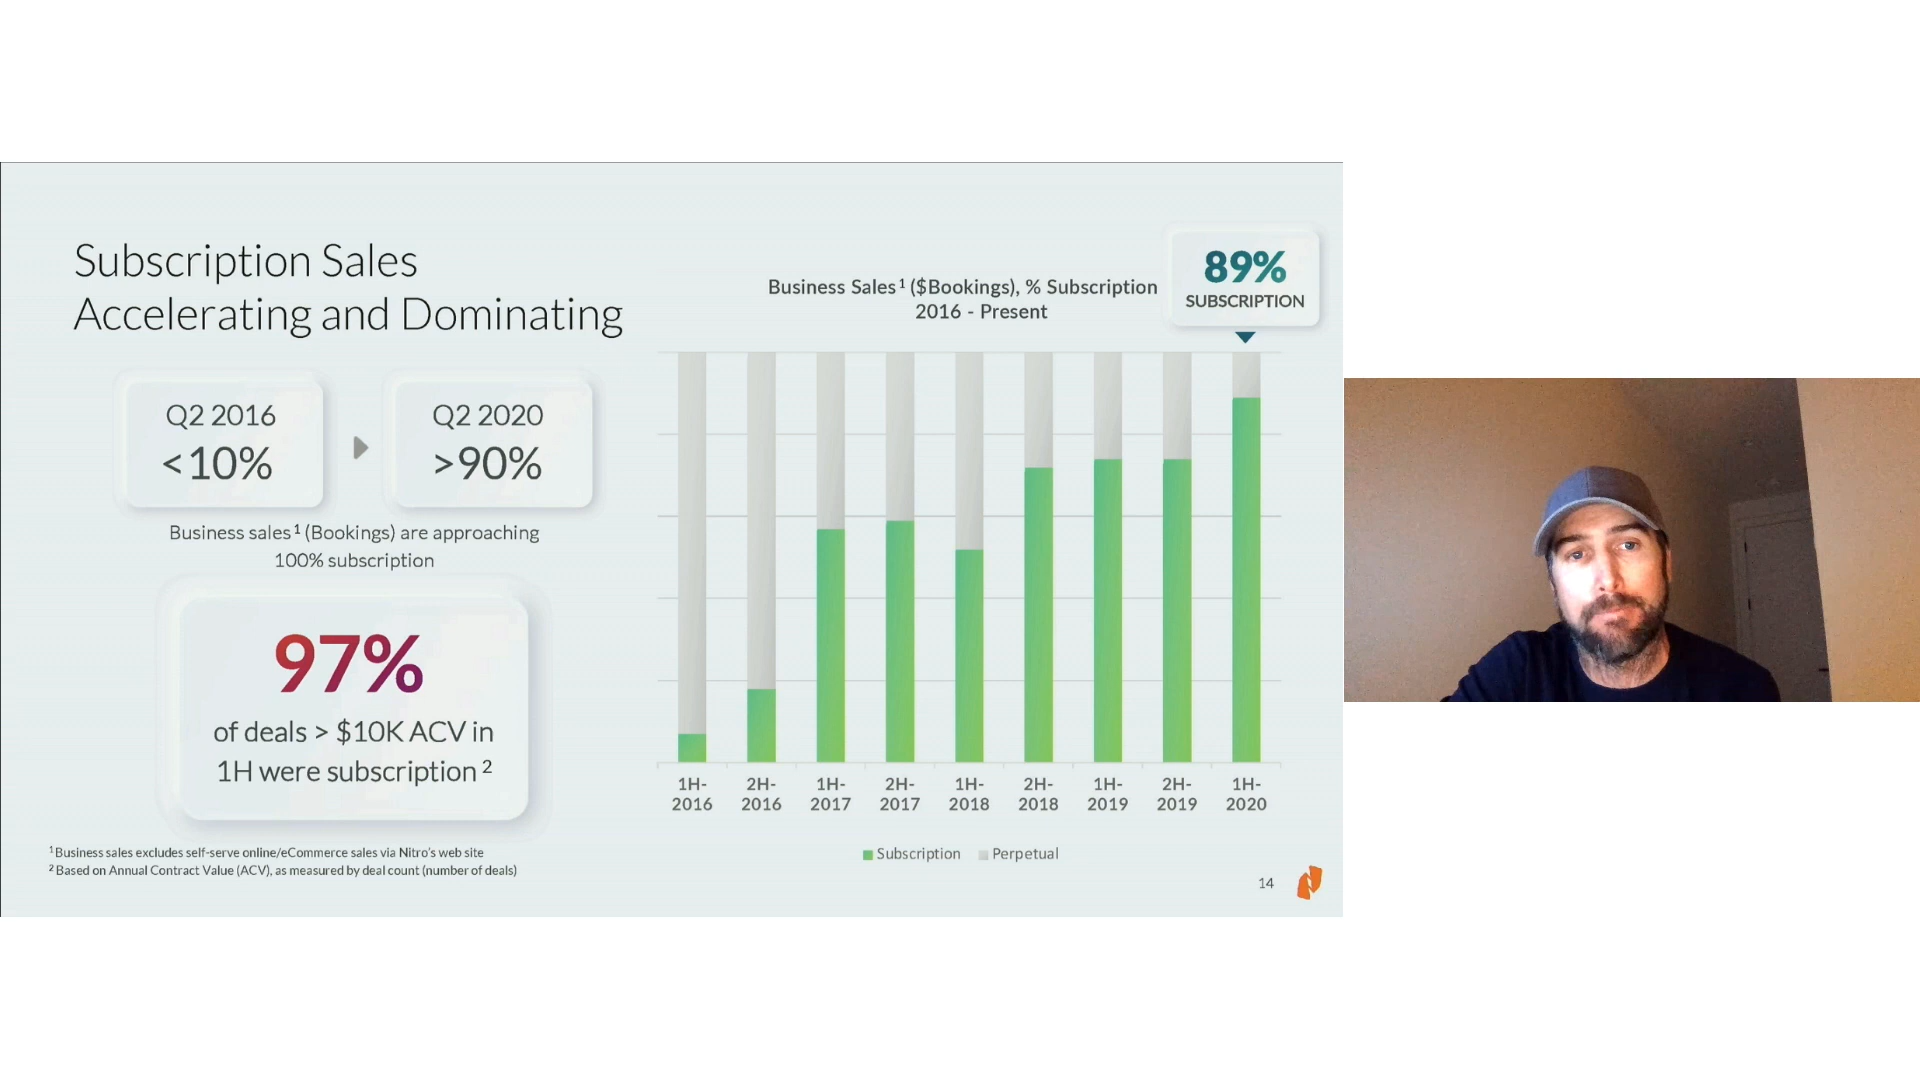 Subscription Sales
Accelerating and Dominating
Q2 2016
<10%
Q2 2020
>90%
Business sales¹ (Bookings) are approaching
100% subscription
97%
of deals > $10K ACV in
1H were subscription²
¹Business sales excludes self-serve online/eCommerce sales via Nitro's web site
²Based on Annual Contract Value (ACV), as measured by deal count (number of deals)
Business Sales¹ ($Bookings), % Subscription
2016 - Present
89%
SUBSCRIPTION
1H-
2016
2H-
2016
1H-
2017
2H-
2017
1H-
2018
2H-
2018
1H-
2019
2H-
2019
1H-
2020
Subscription
Perpetual
14